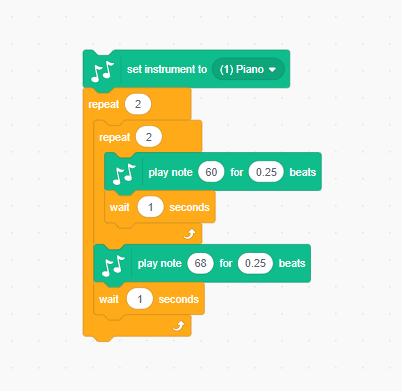 set instrument to (1) Piano
repeat 2
repeat 2
play note 60 for 0.25 beats
wait 1 seconds
play note 68 for 0.25 beats
wait 1 seconds